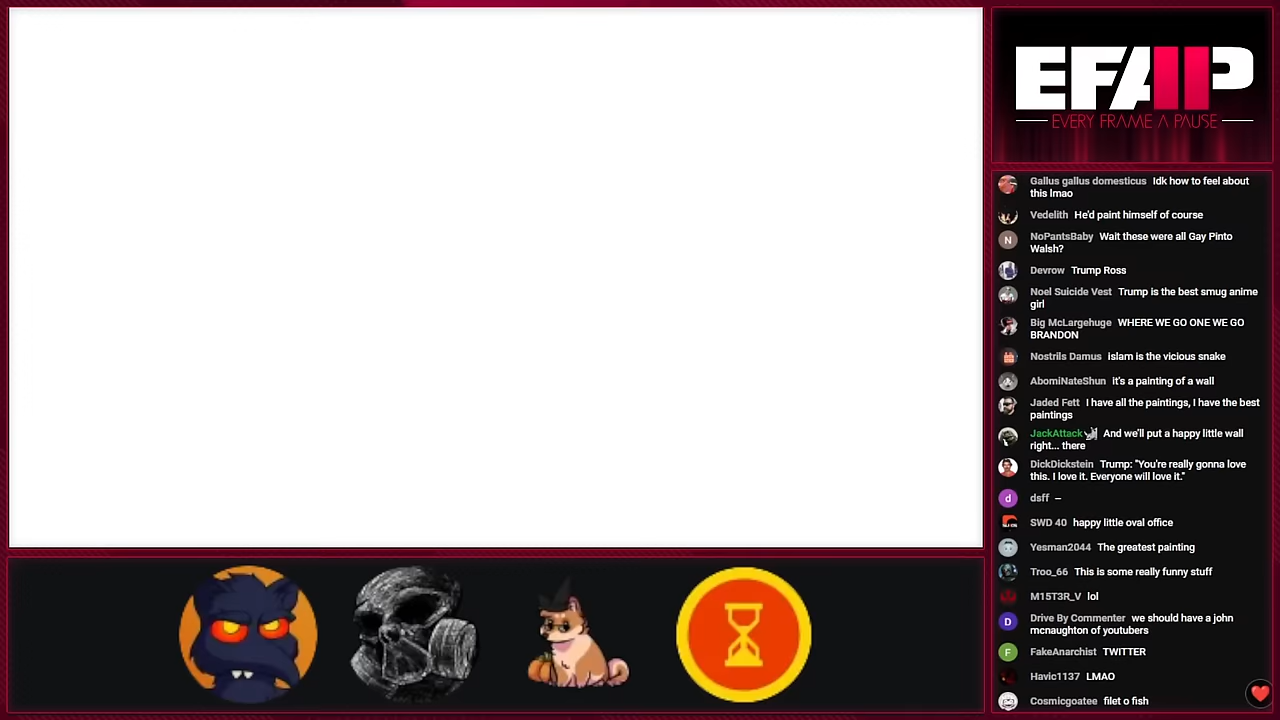 EFAP
EVERY FRAME A PAUSE
Gallus gallus domesticus Idk how to feel about
this lmao
Vedelith He'd paint himself of course
N
NoPantsBaby Wait these were all Gay Pinto
Walsh?
Devrow Trump Ross
Noel Suicide Vest Trump is the best smug anime
girl
Big McLargehuge WHERE WE GO ONE WE GO
BRANDON
Nostrils Damus islam is the vicious snake
AbomiNateShun it's a painting of a wall
Jaded Fett I have all the paintings, I have the best
paintings
JackAttack And we'll put a happy little wall
right... there
DickDickstein Trump: "You're really gonna love
this. I love it. Everyone will love it."
d
dsff –
SWD 40 happy little oval office
Yesman2044 The greatest painting
Troo_66 This is some really funny stuff
M15T3R_V lol
D
Drive By Commenter we should have a john
mcnaughton of youtubers
F
FakeAnarchist TWITTER
Havic1137 LMAO
Cosmicgoatee filet o fish